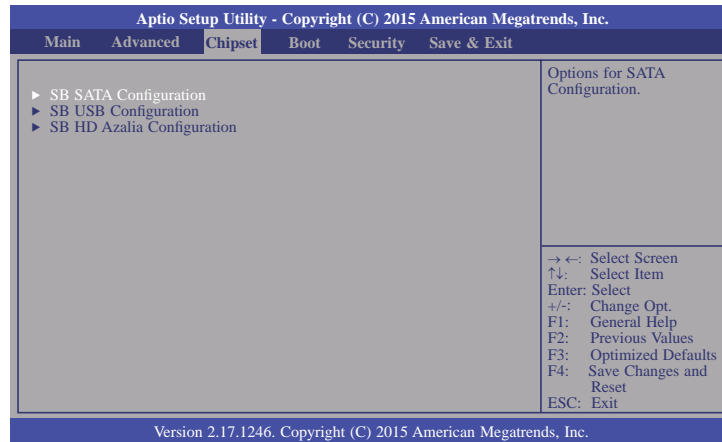 Aptio Setup Utility - Copyright (C) 2015 American Megatrends, Inc.
Main Advanced Chipset Boot Security Save & Exit
► SB SATA Configuration
► SB USB Configuration
► SB HD Azalia Configuration
Options for SATA
Configuration.
→ ←: Select Screen
↑↓: Select Item
Enter: Select
+/-: Change Opt.
F1: General Help
F2: Previous Values
F3: Optimized Defaults
F4: Save Changes and
Reset
ESC: Exit
Version 2.17.1246. Copyright (C) 2015 American Megatrends, Inc.